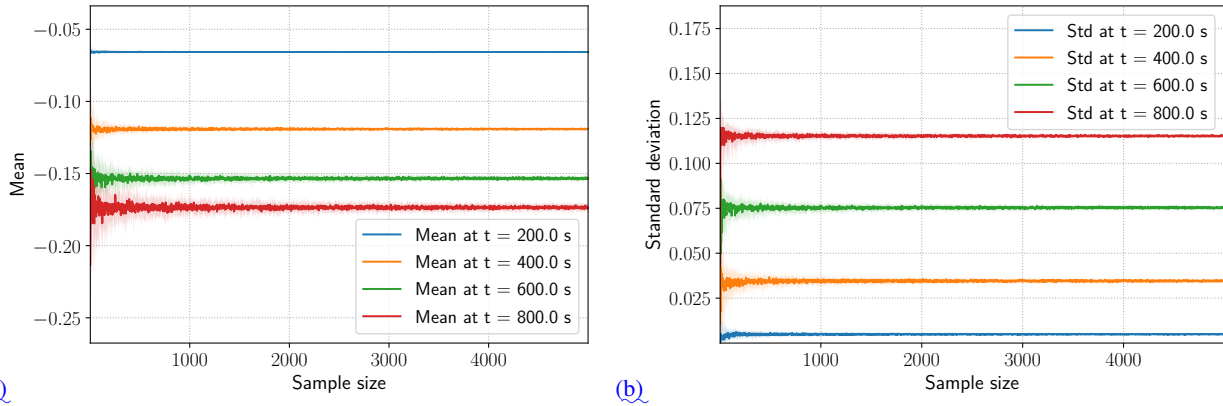 −0.05
−0.10
−0.15
−0.20
−0.25
Mean
1000
2000
3000
4000
Sample size
Mean at t = 200.0 s
Mean at t = 400.0 s
Mean at t = 600.0 s
Mean at t = 800.0 s
)
0.175
0.150
0.125
0.100
0.075
0.050
0.025
Standard deviation
1000
2000
3000
4000
Sample size
Std at t = 200.0 s
Std at t = 400.0 s
Std at t = 600.0 s
Std at t = 800.0 s
(b)